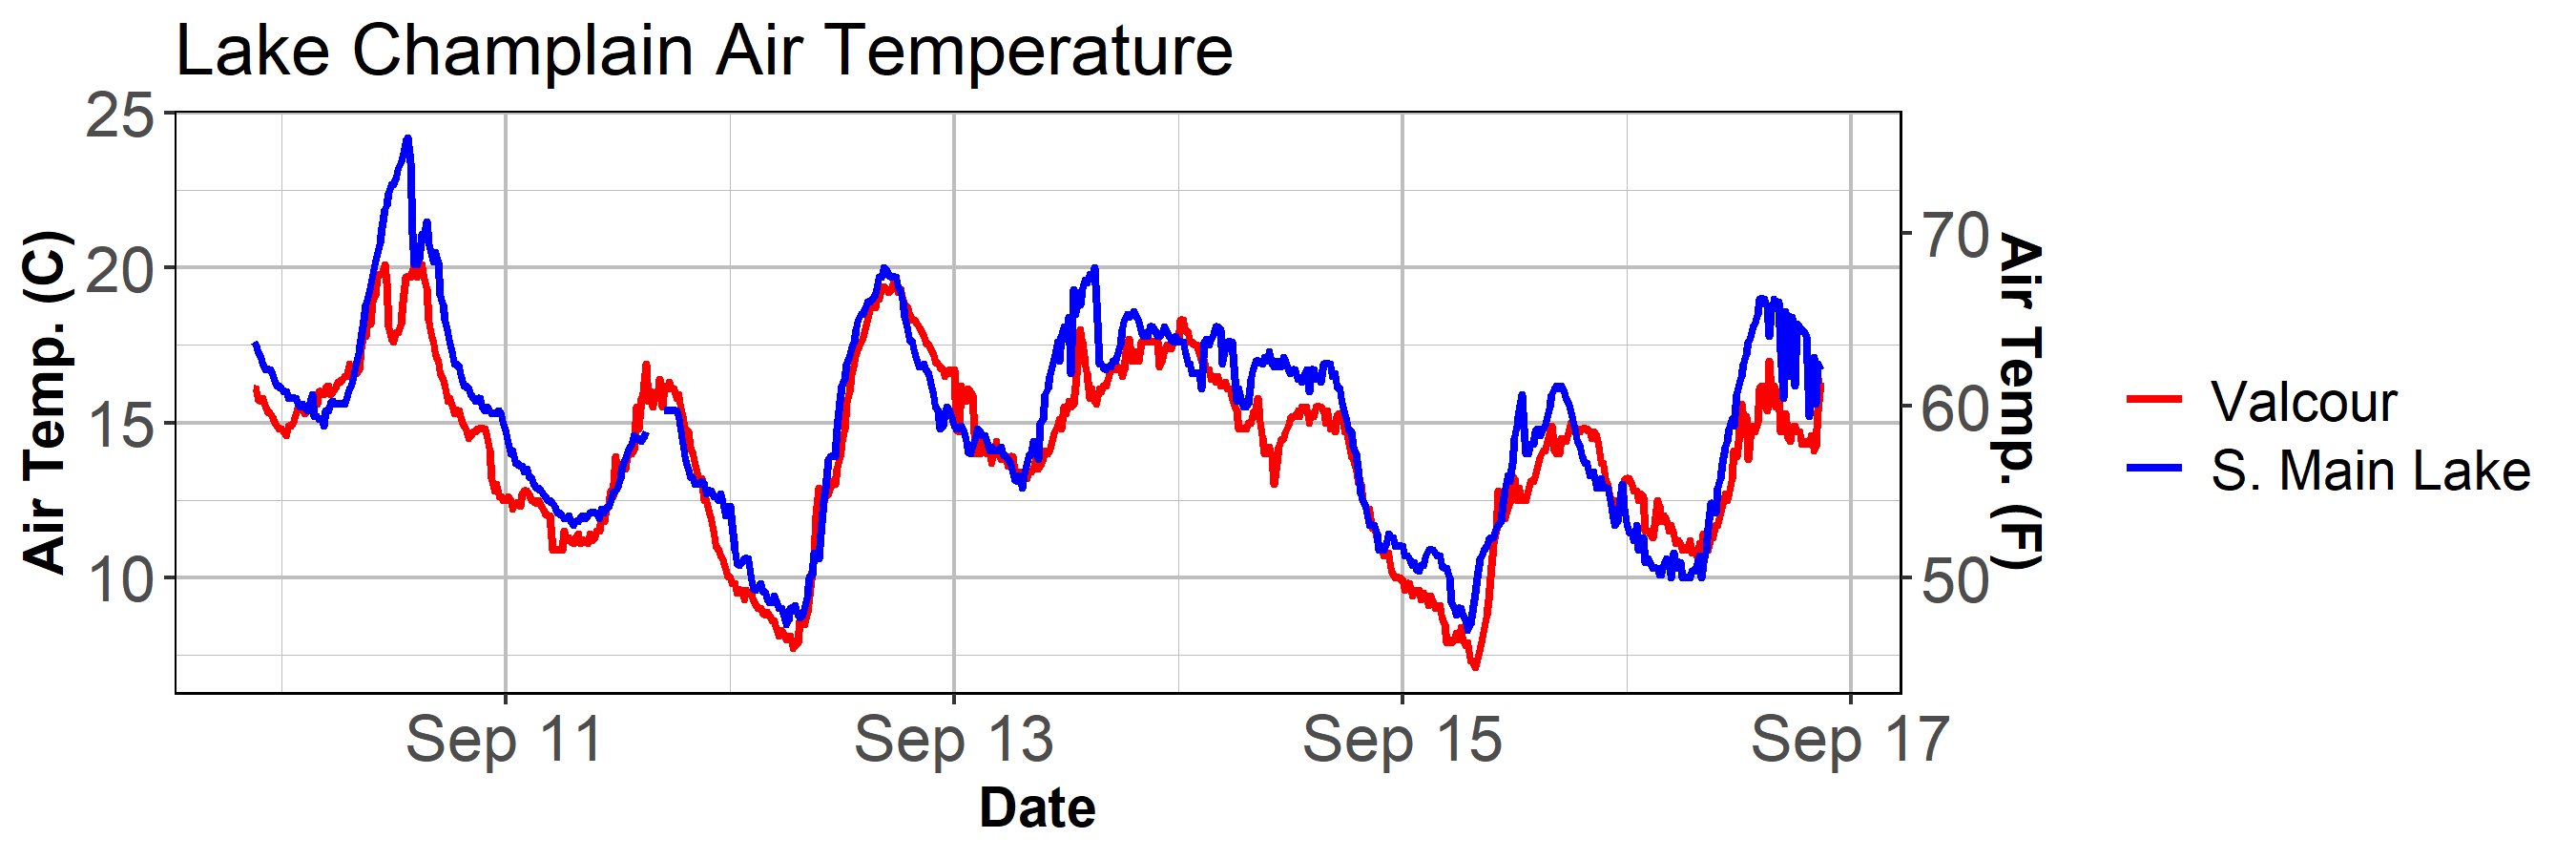 Lake Champlain Air Temperature
25
20
15
10
Air Temp. (C)
70
60
50
Air Temp. (F)
Sep 11
Sep 13
Sep 15
Sep 17
Date
Valcour
S. Main Lake